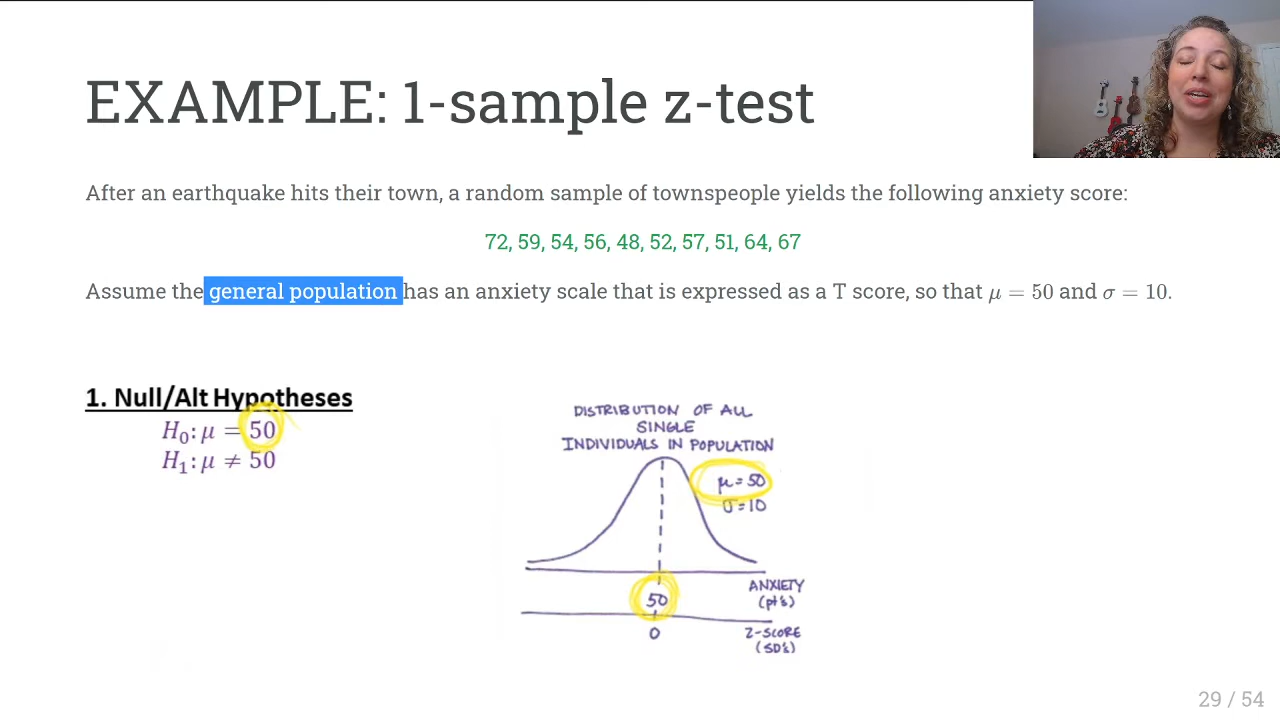 EXAMPLE: 1-sample z-test
After an earthquake hits their town, a random sample of townspeople yields the following anxiety score:
72, 59, 54, 56, 48, 52, 57, 51, 64, 67
Assume the general population has an anxiety scale that is expressed as a T score, so that μ = 50 and σ = 10.
1. Null/Alt Hypotheses
H₀: μ = 50
H₁: μ ≠ 50
DISTRIBUTION OF ALL
SINGLE
INDIVIDUALS IN POPULATION
μ=50
σ=10
ANXIETY
(pt's)
50
0
Z-SCORE
(SD's)
29 / 54